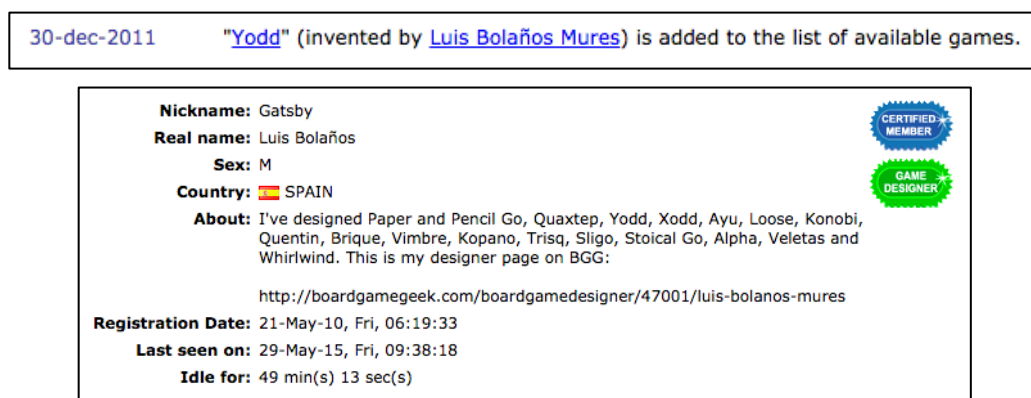 30-dec-2011 "Yodd" (invented by Luis Bolaños Mures) is added to the list of available games.
Nickname: Gatsby
CERTIFIED
MEMBER
Real name: Luis Bolaños
Sex: M
GAME
DESIGNER
Country: SPAIN
About: I've designed Paper and Pencil Go, Quaxtep, Yodd, Xodd, Ayu, Loose, Konobi,
Quentin, Brique, Vimbre, Kopano, Trisq, Sligo, Stoical Go, Alpha, Veletas and
Whirlwind. This is my designer page on BGG:
http://boardgamegeek.com/boardgamedesigner/47001/luis-bolanos-mures
Registration Date: 21-May-10, Fri, 06:19:33
Last seen on: 29-May-15, Fri, 09:38:18
Idle for: 49 min(s) 13 sec(s)